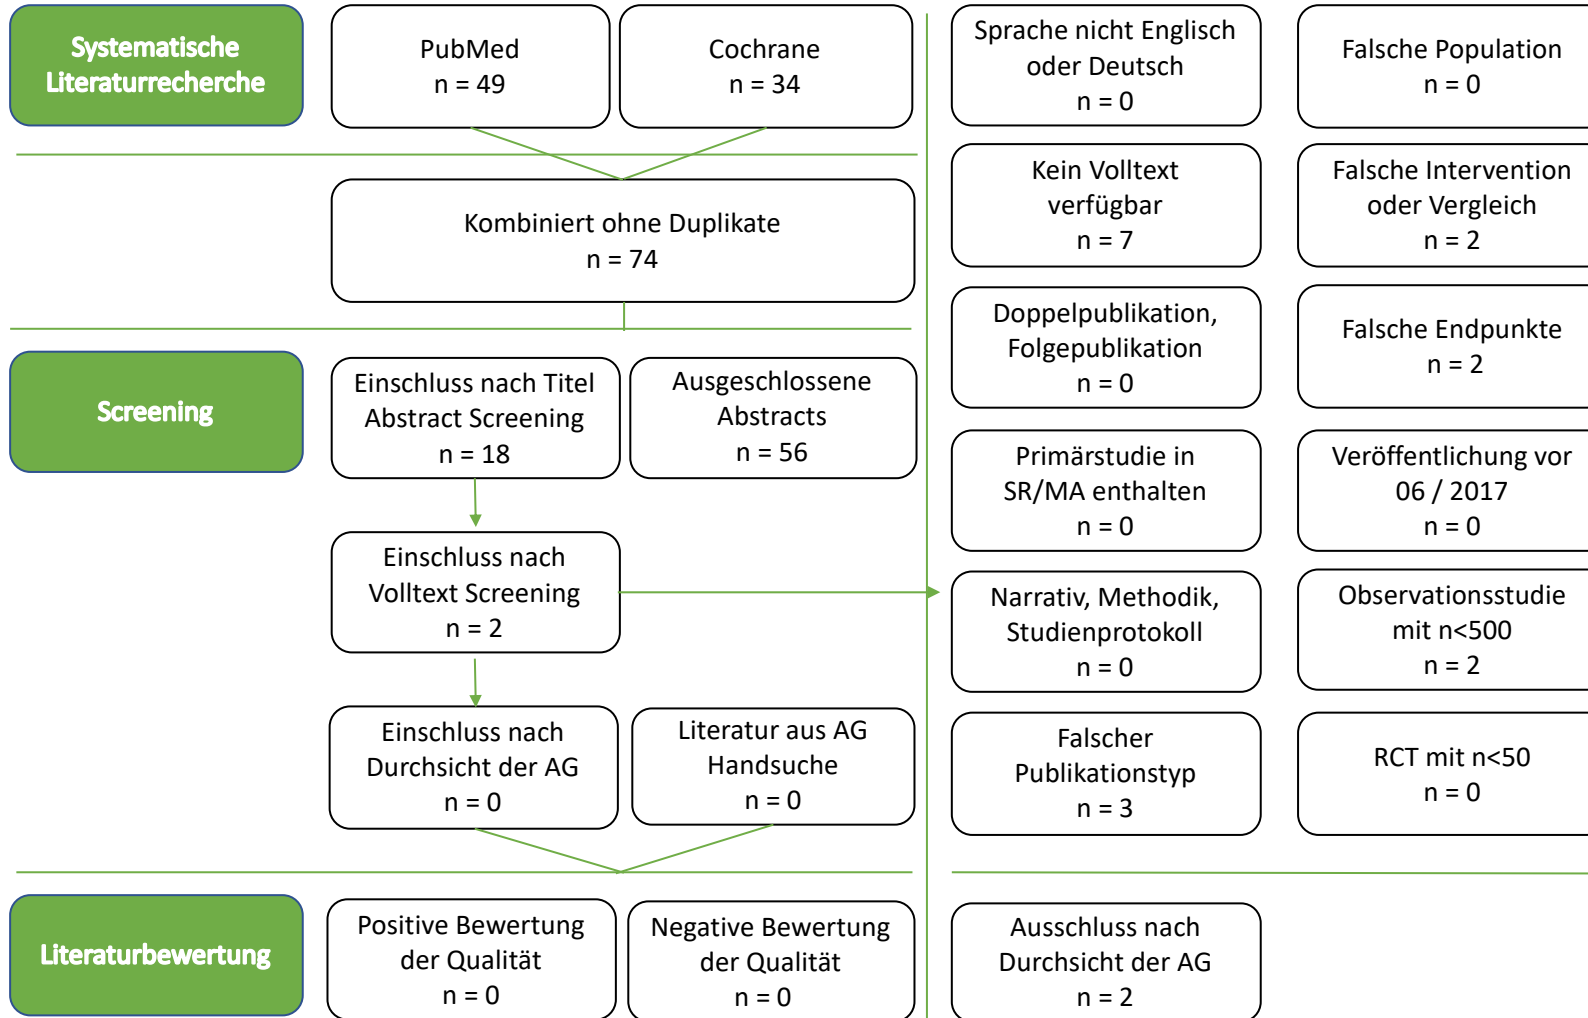 Systematische
Literaturrecherche
PubMed
n = 49
Cochrane
n = 34
Kombiniert ohne Duplikate
n = 74
Screening
Einschluss nach Titel
Abstract Screening
n = 18
Ausgeschlossene
Abstracts
n = 56
Einschluss nach
Volltext Screening
n = 2
Einschluss nach
Durchsicht der AG
n = 0
Literatur aus AG
Handsuche
n = 0
Literaturbewertung
Positive Bewertung
der Qualität
n = 0
Negative Bewertung
der Qualität
n = 0
Sprache nicht Englisch
oder Deutsch
n = 0
Falsche Population
n = 0
Kein Volltext
verfügbar
n = 7
Falsche Intervention
oder Vergleich
n = 2
Doppelpublikation,
Folgepublikation
n = 0
Falsche Endpunkte
n = 2
Primärstudie in
SR/MA enthalten
n = 0
Veröffentlichung vor
06 / 2017
n = 0
Narrativ, Methodik,
Studienprotokoll
n = 0
Observationsstudie
mit n<500
n = 2
Falscher
Publikationstyp
n = 3
RCT mit n<50
n = 0
Ausschluss nach
Durchsicht der AG
n = 2